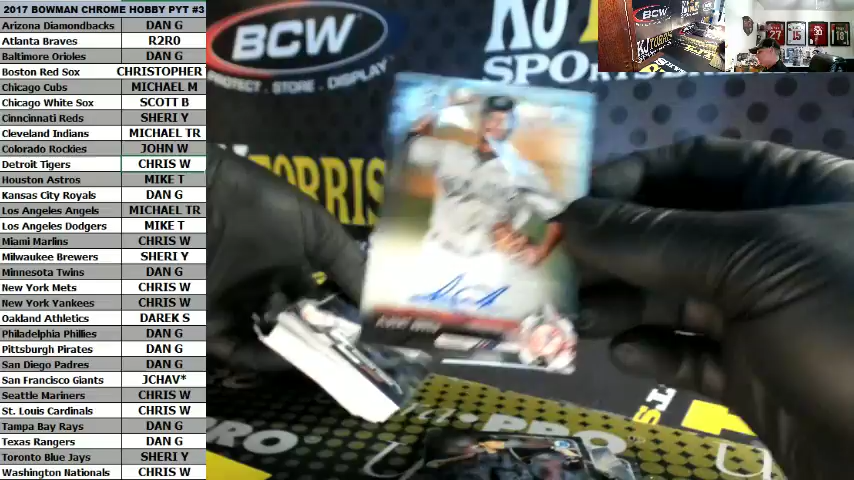 2017 BOWMAN CHROME HOBBY PYT #3
Arizona Diamondbacks DAN G
Atlanta Braves R2R0
Baltimore Orioles DAN G
Boston Red Sox CHRISTOPHER
Chicago Cubs MICHAEL M
Chicago White Sox SCOTT B
Cinncinati Reds SHERI Y
Cleveland Indians MICHAEL TR
Colorado Rockies JOHN W
Detroit Tigers CHRIS W
Houston Astros MIKE T
Kansas City Royals DAN G
Los Angeles Angels MICHAEL TR
Los Angeles Dodgers MIKE T
Miami Marlins CHRIS W
Milwaukee Brewers SHERI Y
Minnesota Twins DAN G
New York Mets CHRIS W
New York Yankees CHRIS W
Oakland Athletics DAREK S
Philadelphia Phillies DAN G
Pittsburgh Pirates DAN G
San Diego Padres DAN G
San Francisco Giants JCHAV*
Seattle Mariners CHRIS W
St. Louis Cardinals CHRIS W
Tampa Bay Rays DAN G
Texas Rangers DAN G
Toronto Blue Jays SHERI Y
Washington Nationals CHRIS W
BCW
PROTECT . STORE . DISPLAY
KJTORRIS
SPORTS
PRO